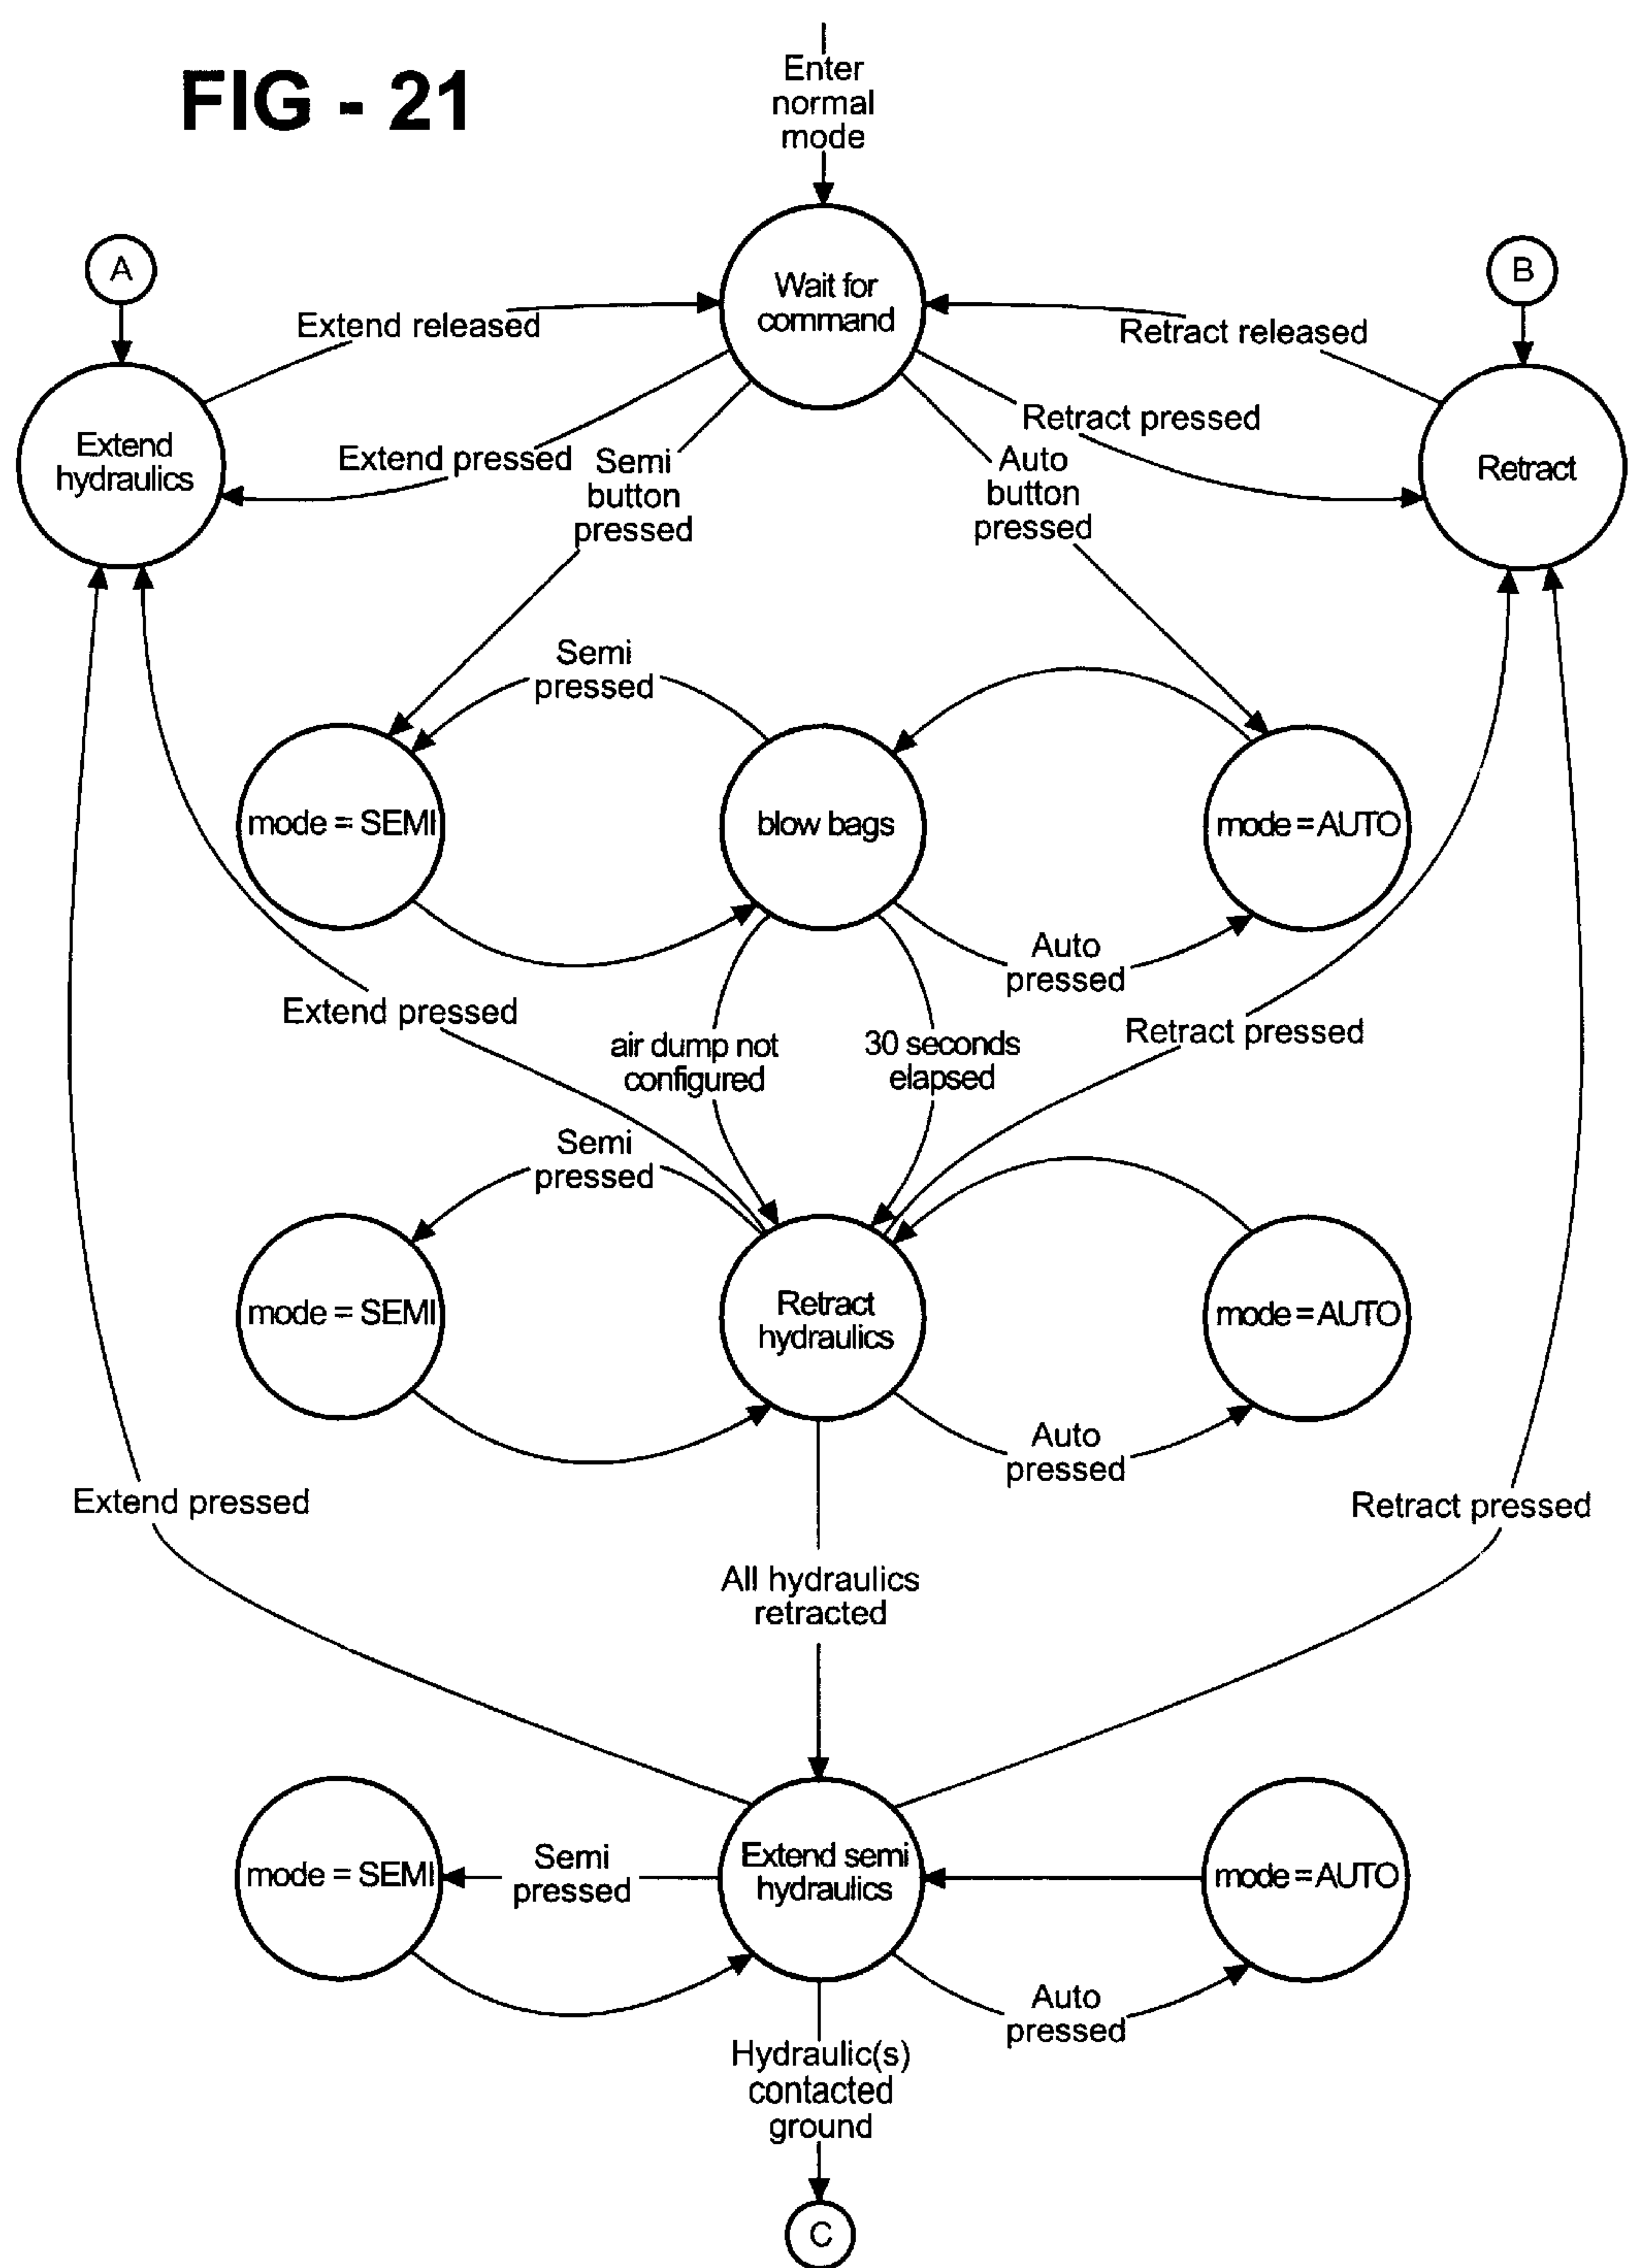 FIG - 21
Enter
normal
mode
A
B
Wait for
command
Extend released
Retract released
Extend
hydraulics
Retract
Retract pressed
Extend pressed
Semi
button
pressed
Auto
button
pressed
Semi
pressed
mode = SEMI
blow bags
mode = AUTO
Auto
pressed
Extend pressed
Retract pressed
air dump not
configured
30 seconds
elapsed
Semi
pressed
mode = SEMI
Retract
hydraulics
mode = AUTO
Auto
pressed
Extend pressed
Retract pressed
All hydraulics
retracted
mode = SEMI
Semi
pressed
Extend semi
hydraulics
mode = AUTO
Auto
pressed
Hydraulic(s)
contacted
ground
C